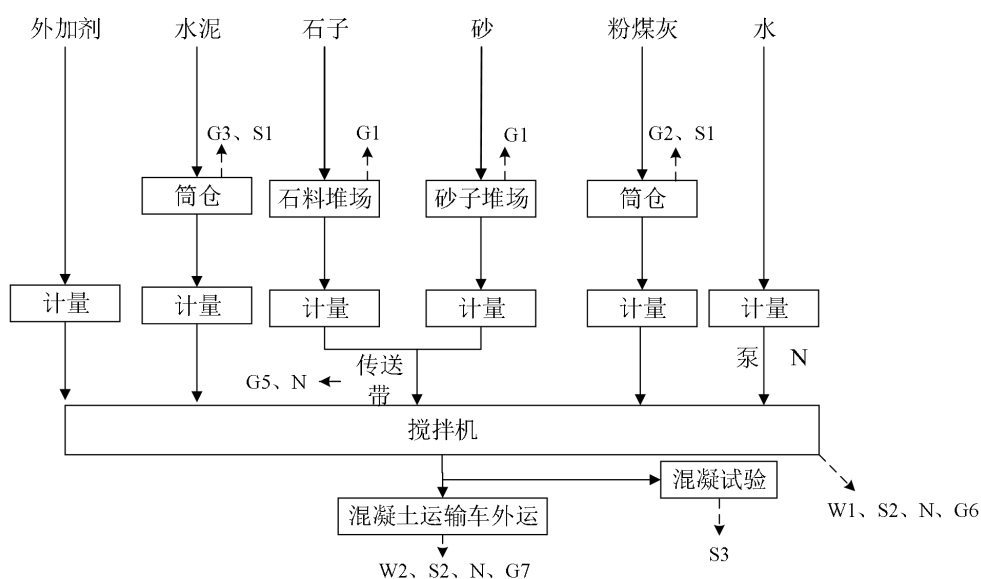 外加剂 水泥 石子 砂 粉煤灰 水
G3、S1 G1 G1 G2、S1
筒仓 石料堆场 砂子堆场 筒仓
计量 计量 计量 计量 计量 计量
泵 N
传送
带
G5、N
搅拌机
混凝试验
混凝土运输车外运
W1、S2、N、G6
S3
W2、S2、N、G7